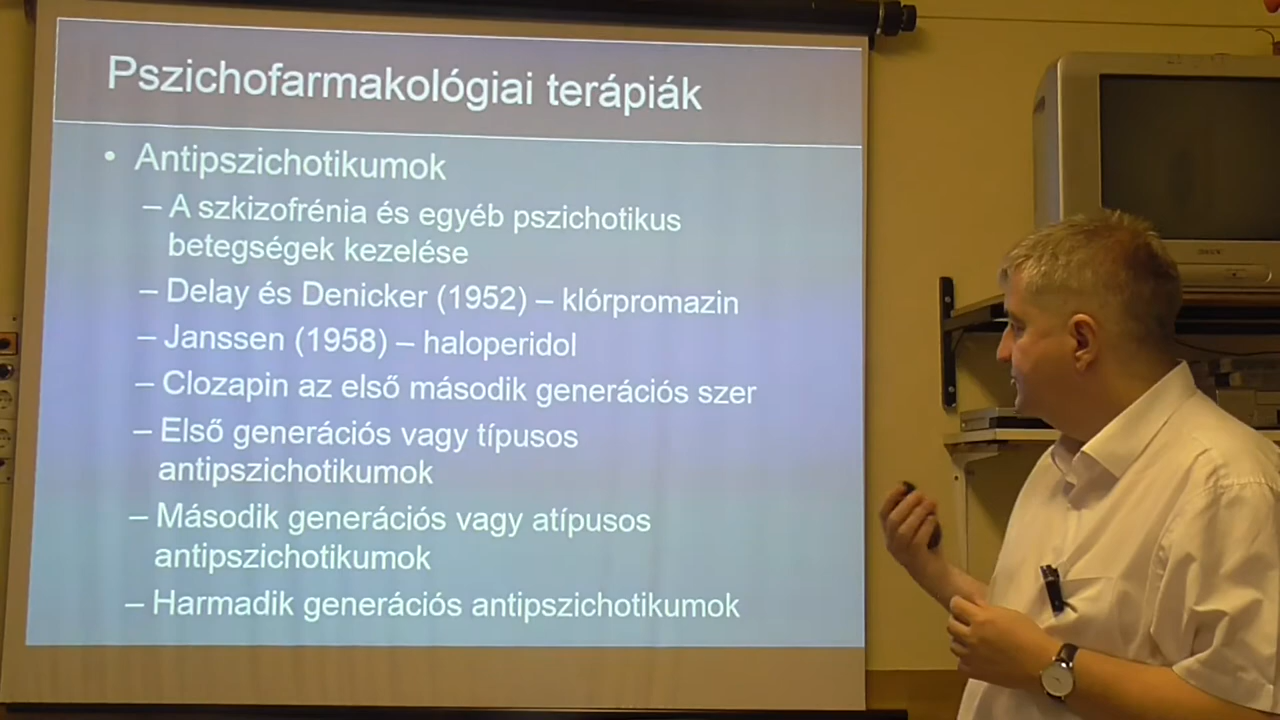 Pszichofarmakológiai terápiák
• Antipszichotikumok
– A szkizofrénia és egyéb pszichotikus
betegségek kezelése
– Delay és Denicker (1952) – klórpromazin
– Janssen (1958) – haloperidol
– Clozapin az első második generációs szer
– Első generációs vagy típusos
antipszichotikumok
– Második generációs vagy atípusos
antipszichotikumok
– Harmadik generációs antipszichotikumok
SONY